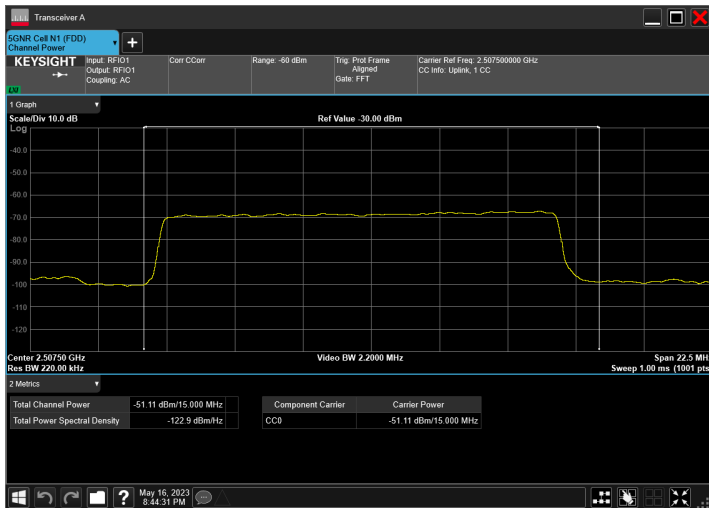 Transceiver A
5GNR Cell N1 (FDD)
Channel Power
KEYSIGHT
LXI
Input: RFIO1
Output: RFIO1
Coupling: AC
Corr CCorr
Range: -60 dBm
Trig: Prot Frame
Aligned
Gate: FFT
Carrier Ref Freq: 2.507500000 GHz
CC Info: Uplink, 1 CC
1 Graph
Scale/Div 10.0 dB
Ref Value -30.00 dBm
Log
-40.0
-50.0
-60.0
-70.0
-80.0
-90.0
-100
-110
-120
Center 2.50750 GHz
Video BW 2.2000 MHz
Span 22.5 MH
Res BW 220.00 kHz
Sweep 1.00 ms (1001 pts
2 Metrics
Total Channel Power -51.11 dBm/15.000 MHz
Total Power Spectral Density -122.9 dBm/Hz
Component Carrier Carrier Power
CC0 -51.11 dBm/15.000 MHz
? May 16, 2023
8:44:31 PM